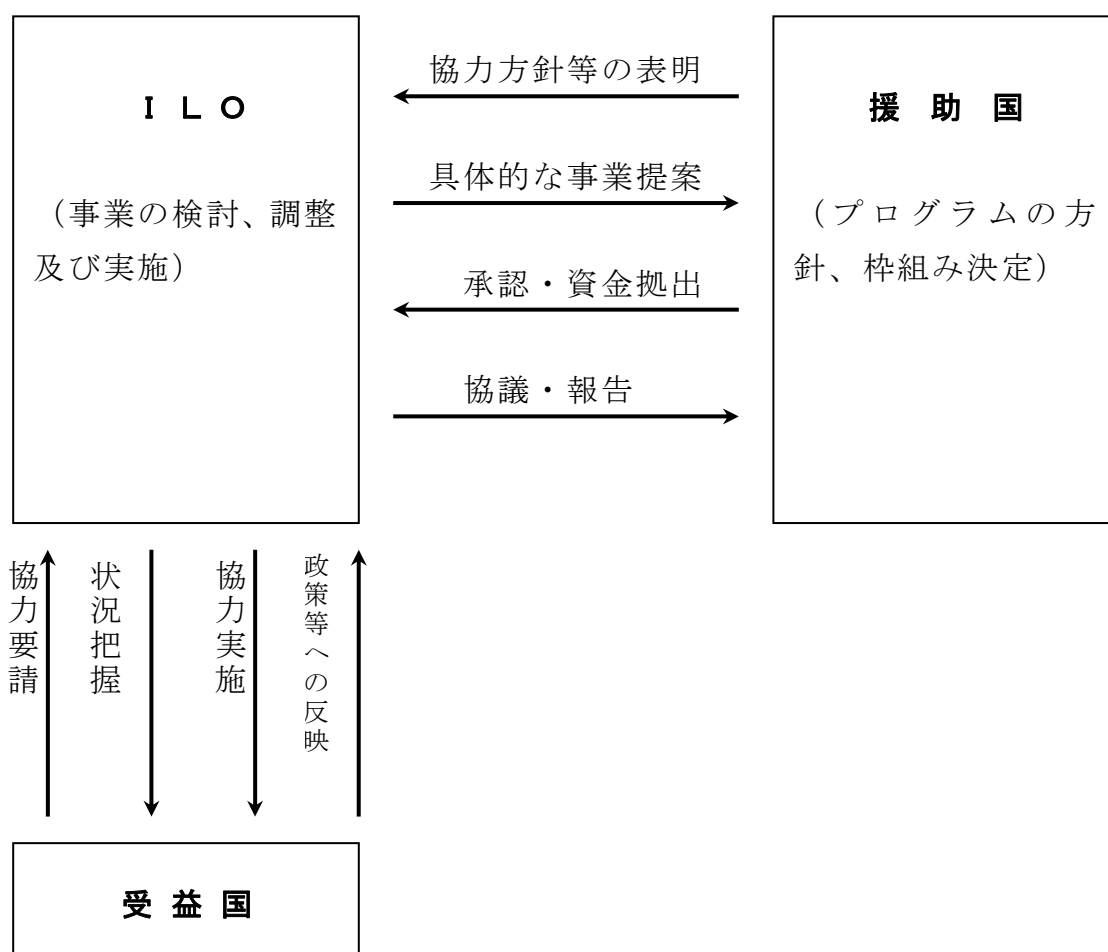 ＩＬＯ
（事業の検討、調整
及び実施）
協力方針等の表明
具体的な事業提案
承認・資金拠出
協議・報告
援助国
（プログラムの方
針、枠組み決定）
協力要請
状況把握
協力実施
政策等への反映
受益国